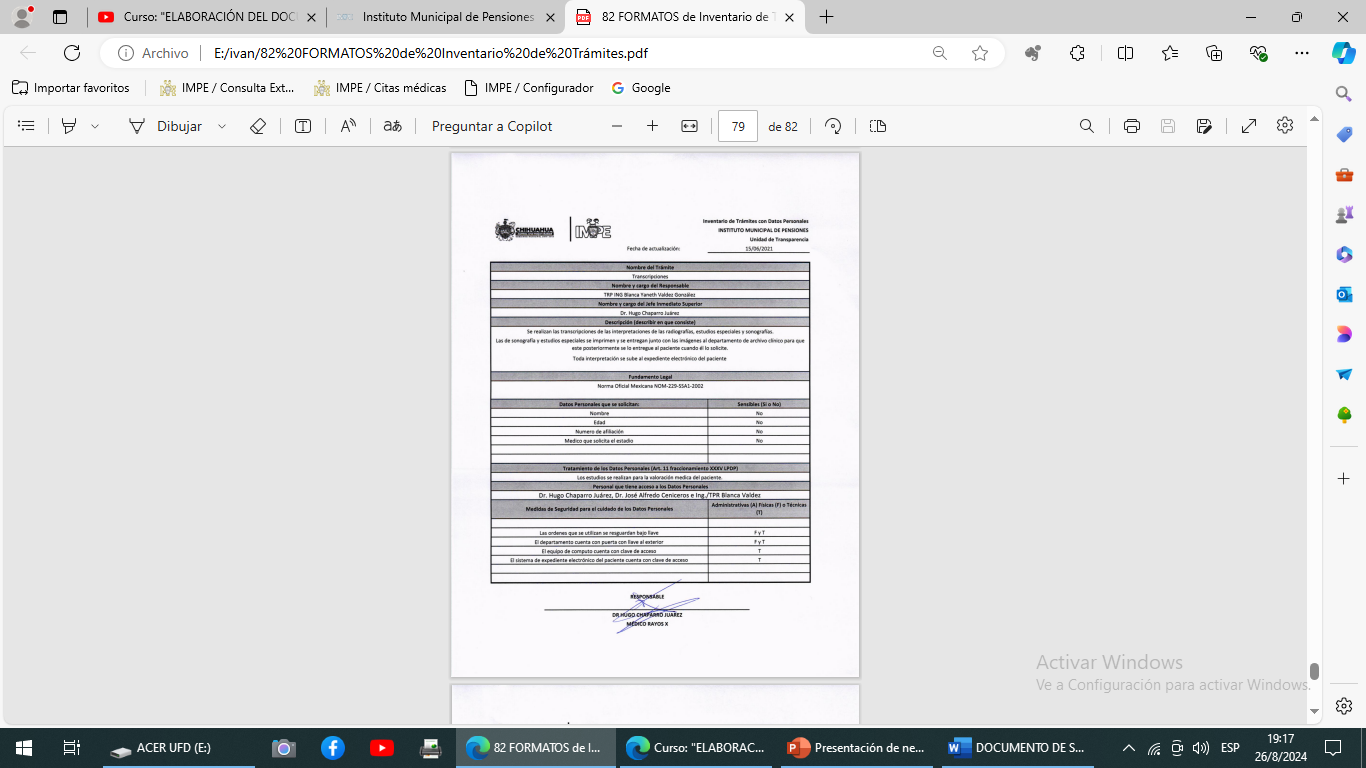 Curso: "ELABORACIÓN DEL DOC
Instituto Municipal de Pensiones
82 FORMATOS de Inventario de T
Archivo
E:/ivan/82%20FORMATOS%20de%20Inventario%20de%20Trámites.pdf
Importar favoritos
IMPE / Consulta Ext...
IMPE / Citas médicas
IMPE / Configurador
Google
Dibujar
Preguntar a Copilot
79
de 82
CHIHUAHUA
IMPE
Inventario de Trámites con Datos Personales
INSTITUTO MUNICIPAL DE PENSIONES
Unidad de Transparencia
Fecha de actualización:
15/06/2021
Nombre del Trámite
Transcripciones
Nombre y cargo del Responsable
TRP ING Blanca Yaneth Valdez González
Nombre y cargo del Jefe Inmediato Superior
Dr. Hugo Chaparro Juárez
Descripción (describir en que consiste)
Se realizan las transcripciones de las interpretaciones de las radiografías, estudios especiales y sonografías.
Las de sonografía y estudios especiales se imprimen y se entregan junto con las imágenes al departamento de archivo clínico para que
este posteriormente se lo entregue al paciente cuando él lo solicite.
Toda interpretación se sube al expediente electrónico del paciente
Fundamento Legal
Norma Oficial Mexicana NOM-229-SSA1-2002
Datos Personales que se solicitan:
Sensibles (Si o No)
Nombre
No
Edad
No
Numero de afiliación
No
Medico que solicita el estudio
No
Tratamiento de los Datos Personales (Art. 11 fraccionamiento XXXV LPDP)
Los estudios se realizan para la valoración medica del paciente.
Personal que tiene acceso a los Datos Personales
Dr. Hugo Chaparro Juárez, Dr. José Alfredo Ceniceros e Ing./TPR Blanca Valdez
Medidas de Seguridad para el cuidado de los Datos Personales
Administrativas (A) Físicas (F) o Técnicas
(T)
Las ordenes que se utilizan se resguardan bajo llave
F y T
El departamento cuenta con puerta con llave al exterior
F y T
El equipo de computo cuenta con clave de acceso
T
El sistema de expediente electrónico del paciente cuenta con clave de acceso
T
RESPONSABLE
DR HUGO CHAPARRO JUAREZ
MEDICO RAYOS X
Activar Windows
Ve a Configuración para activar Windows.
ACER UFD (E:)
82 FORMATOS de I...
Curso: "ELABORAC...
Presentación de ne...
DOCUMENTO DE S...
ESP
19:17
26/8/2024